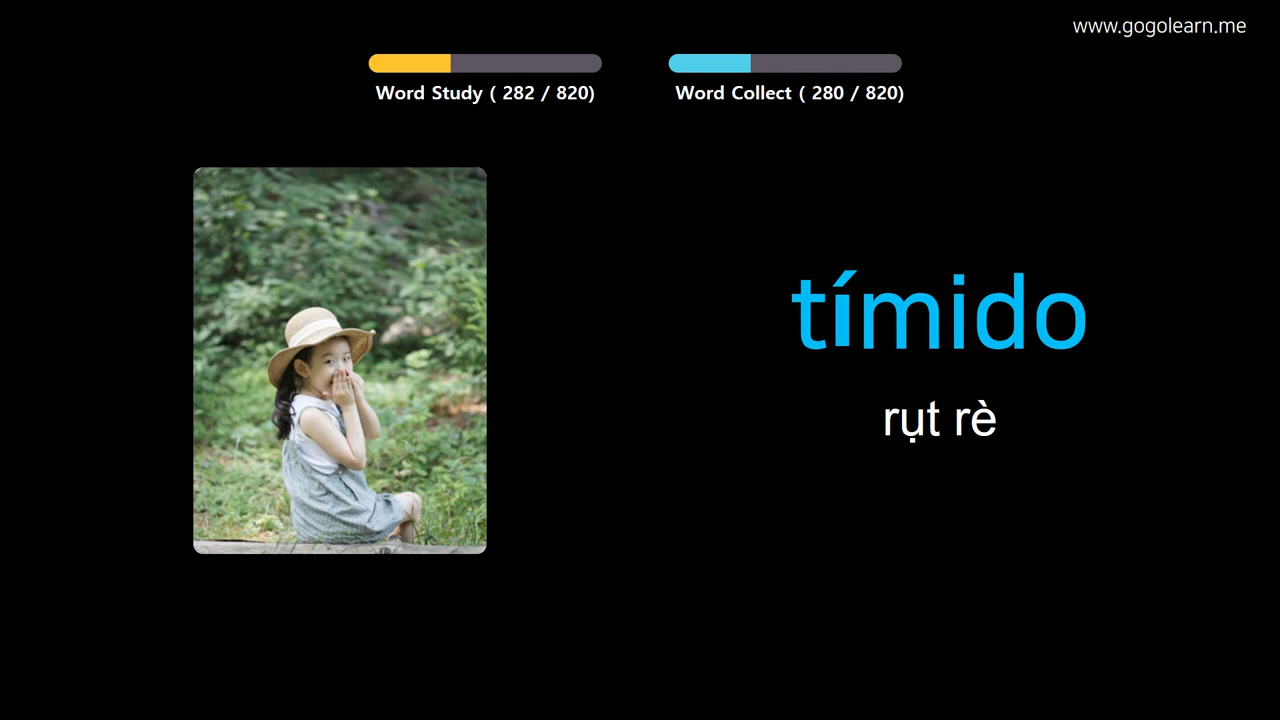 www.gogolearn.me
Word Study ( 282 / 820)
Word Collect ( 280 / 820)
tímido
rụt rè